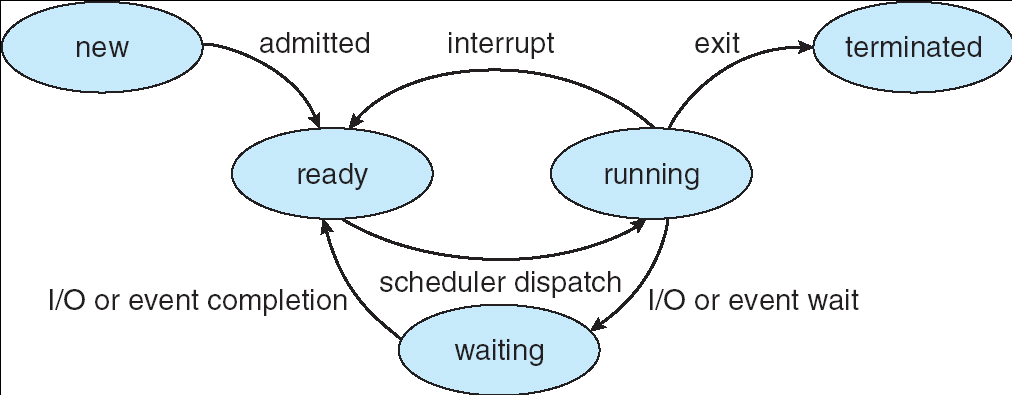 new
admitted
interrupt
exit
terminated
ready
running
scheduler dispatch
I/O or event completion
I/O or event wait
waiting